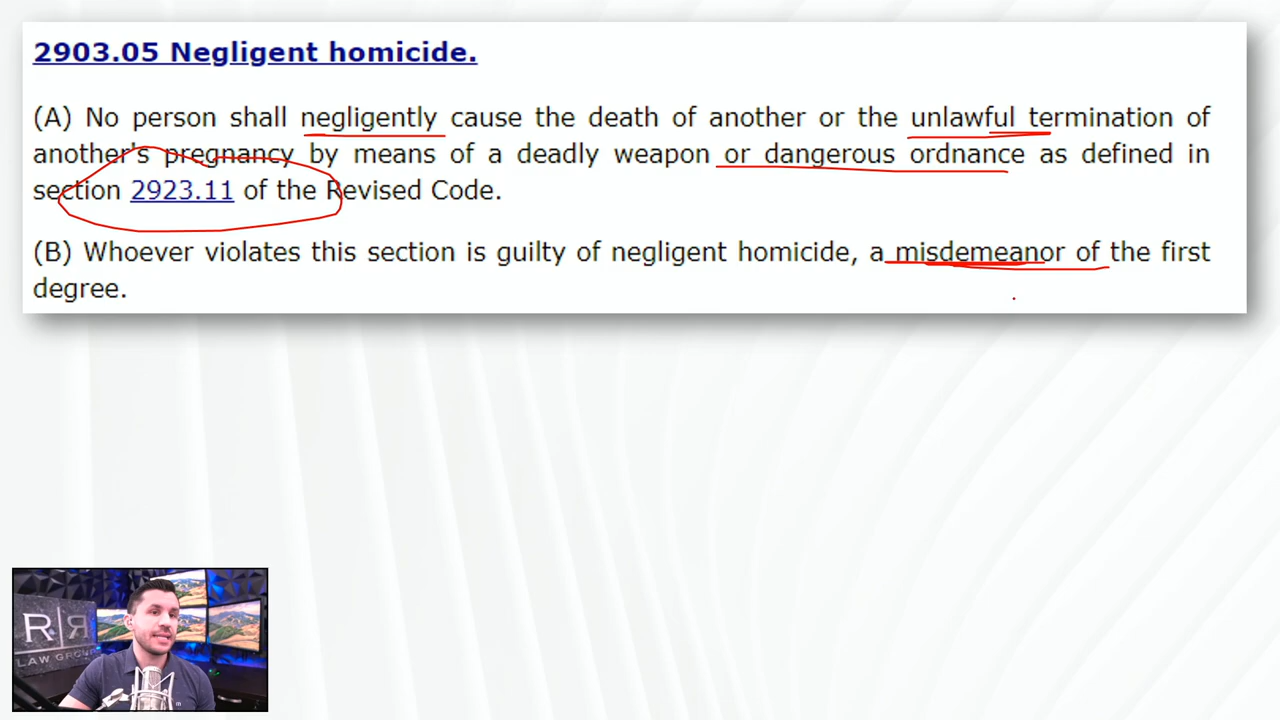 2903.05 Negligent homicide.
(A) No person shall negligently cause the death of another or the unlawful termination of
another's pregnancy by means of a deadly weapon or dangerous ordnance as defined in
section 2923.11 of the Revised Code.
(B) Whoever violates this section is guilty of negligent homicide, a misdemeanor of the first
degree.
R|R
LAW GROUP